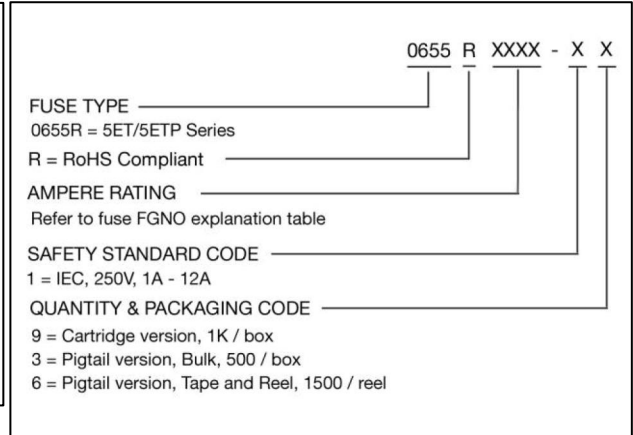 0655 R XXXX - X X
FUSE TYPE
0655R = 5ET/5ETP Series
R = RoHS Compliant
AMPERE RATING
Refer to fuse FGNO explanation table
SAFETY STANDARD CODE
1 = IEC, 250V, 1A - 12A
QUANTITY & PACKAGING CODE
9 = Cartridge version, 1K / box
3 = Pigtail version, Bulk, 500 / box
6 = Pigtail version, Tape and Reel, 1500 / reel